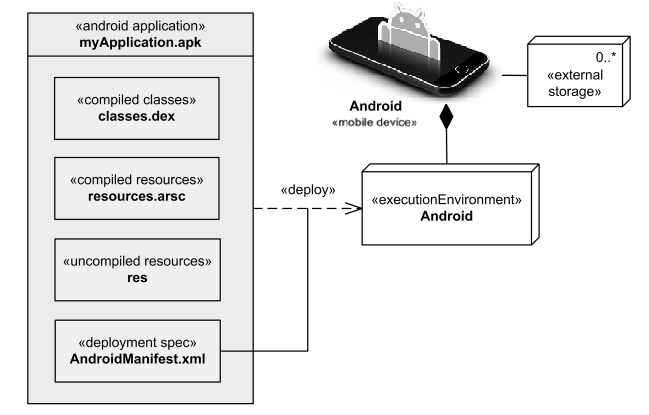 «android application»
myApplication.apk
«compiled classes»
classes.dex
«compiled resources»
resources.arsc
«uncompiled resources»
res
«deployment spec»
AndroidManifest.xml
«deploy»
Android
«mobile device»
0..*
«external
storage»
«executionEnvironment»
Android